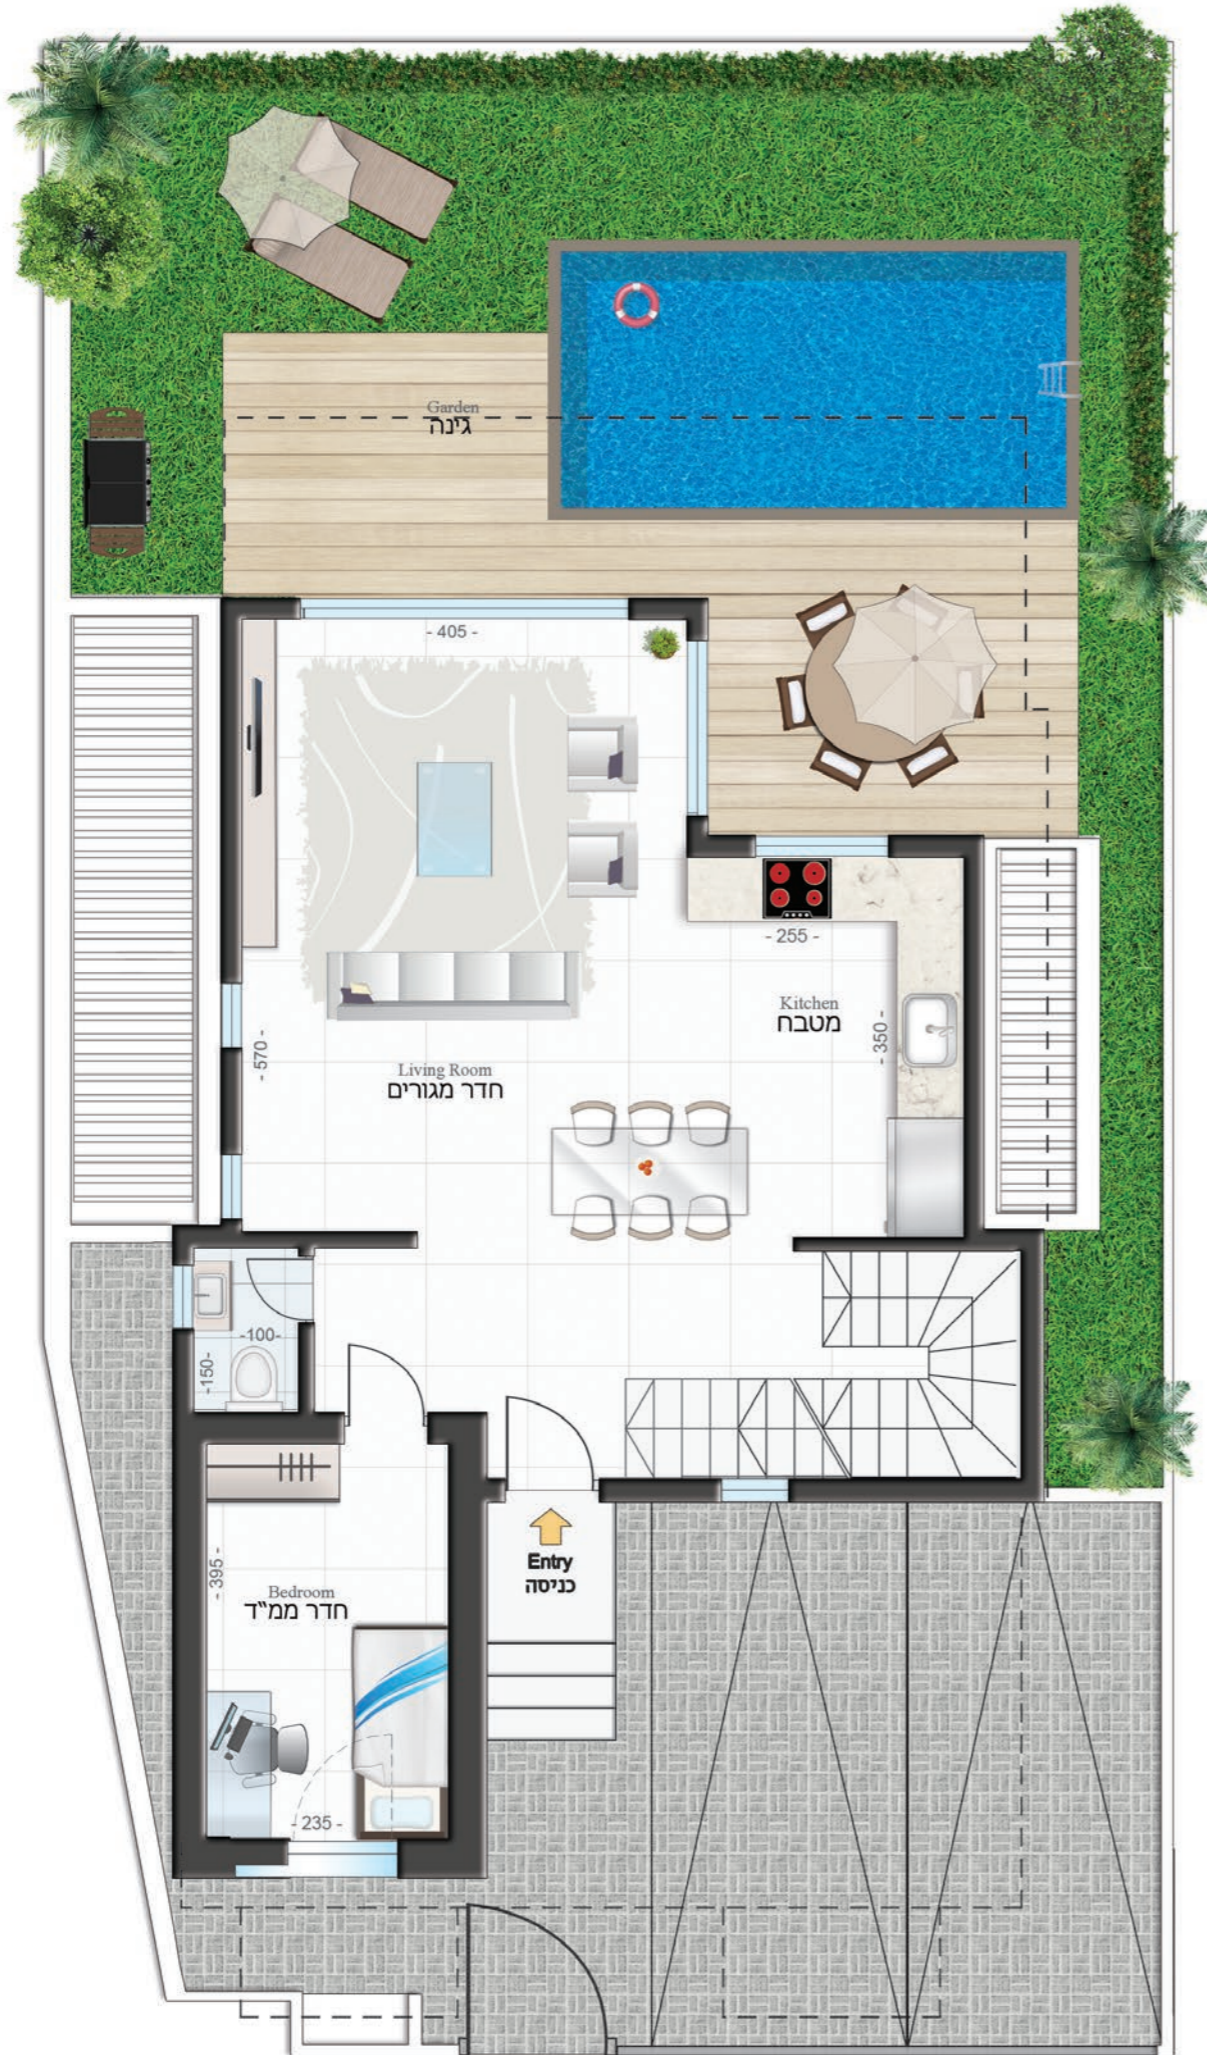 Garden
גינה
- 405 -
- 255 -
Kitchen
מטבח
- 350 -
- 570 -
Living Room
חדר מגורים
-100-
-150-
Entry
כניסה
- 395 -
Bedroom
חדר ממ"ד
- 235 -